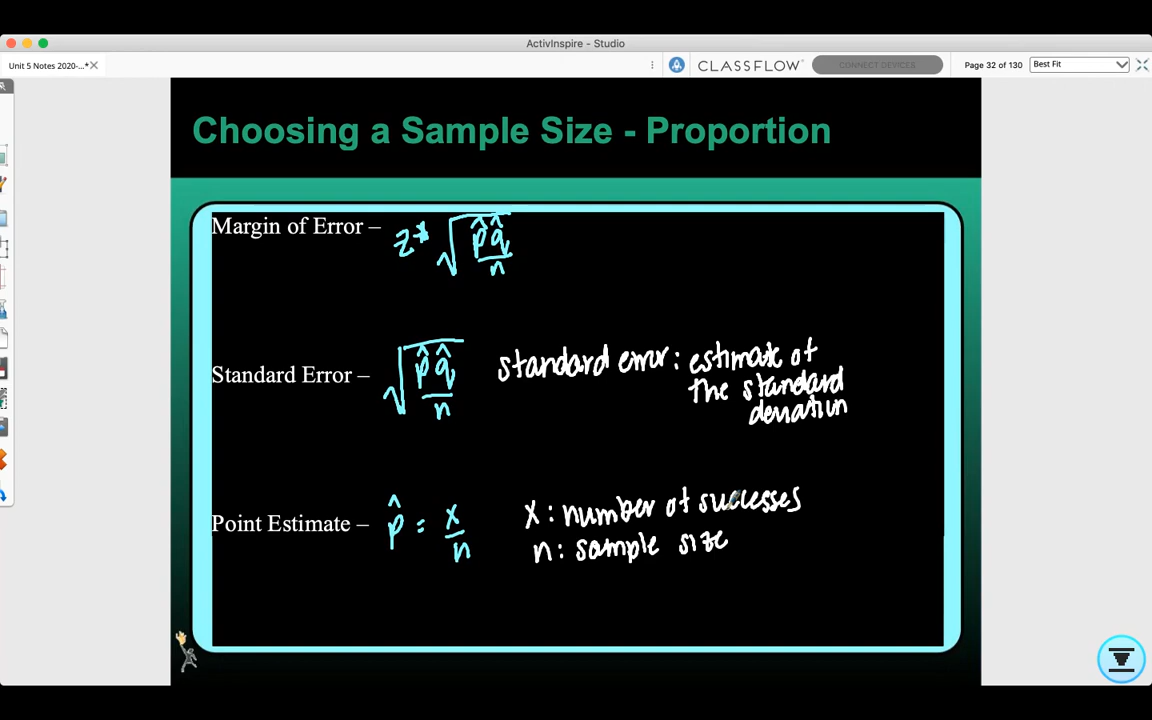 ActivInspire - Studio
Unit 5 Notes 2020-...*
CLASSFLOW
CONNECT DEVICES
Page 32 of 130
Best Fit
Choosing a Sample Size - Proportion
Margin of Error – z* √(p̂q̂/n)
Standard Error – √(p̂q̂/n) standard error: estimate of
the standard
deviation
Point Estimate – p̂ = x/n x: number of successes
n: sample size